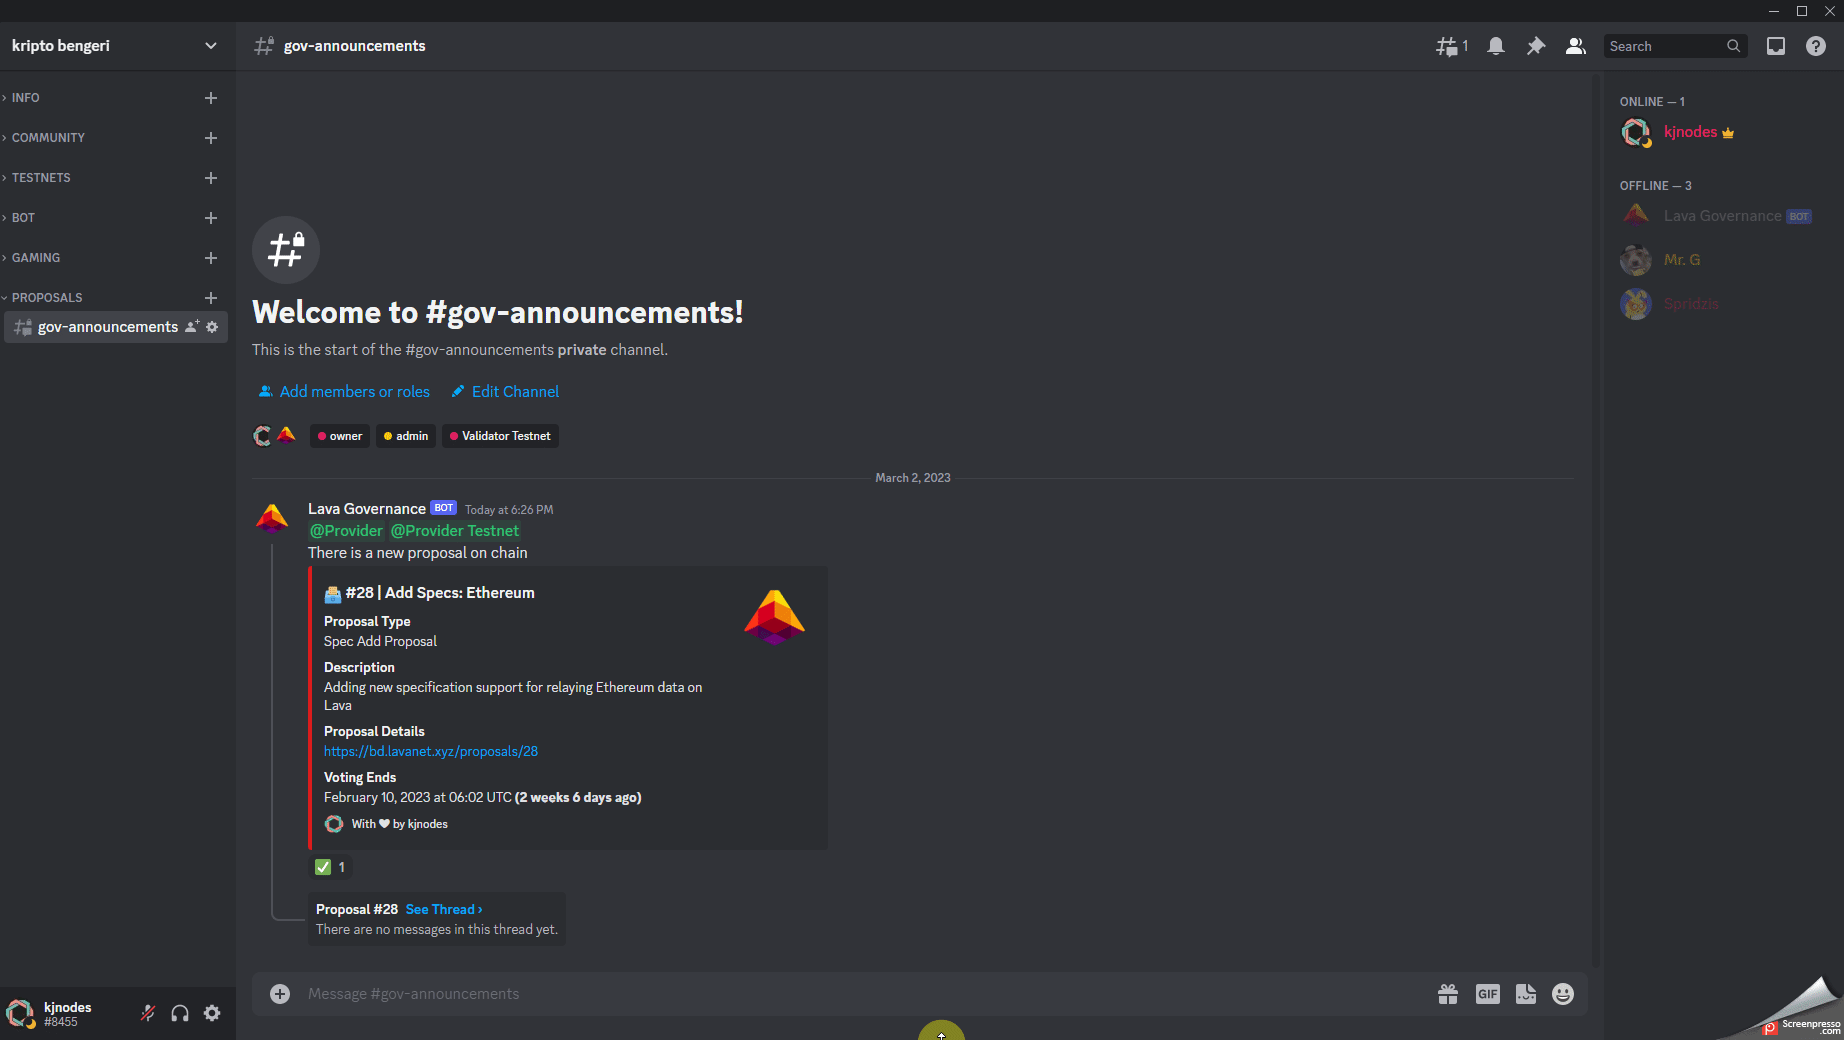 kripto bengeri
gov-announcements
1
Search
INFO
COMMUNITY
TESTNETS
BOT
GAMING
PROPOSALS
gov-announcements
Welcome to #gov-announcements!
This is the start of the #gov-announcements private channel.
Add members or roles
Edit Channel
owner
admin
Validator Testnet
March 2, 2023
Lava Governance BOT Today at 6:26 PM
@Provider @Provider Testnet
There is a new proposal on chain
#28 | Add Specs: Ethereum
Proposal Type
Spec Add Proposal
Description
Adding new specification support for relaying Ethereum data on
Lava
Proposal Details
https://bd.lavanet.xyz/proposals/28
Voting Ends
February 10, 2023 at 06:02 UTC (2 weeks 6 days ago)
With ❤ by kjnodes
1
Proposal #28 See Thread ›
There are no messages in this thread yet.
Message #gov-announcements
GIF
ONLINE — 1
kjnodes
OFFLINE — 3
Lava Governance BOT
Mr. G
Spridzis
kjnodes
#8455
Screenpresso
.com